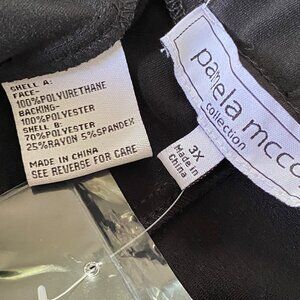 SHELL A:
FACE-
100%POLYURETHANE
BACKING-
100%POLYESTER
SHELL B:
70%POLYESTER
25%RAYON 5%SPANDEX
MADE IN CHINA
SEE REVERSE FOR CARE
pamela mcco
collection
3X
Made in
China